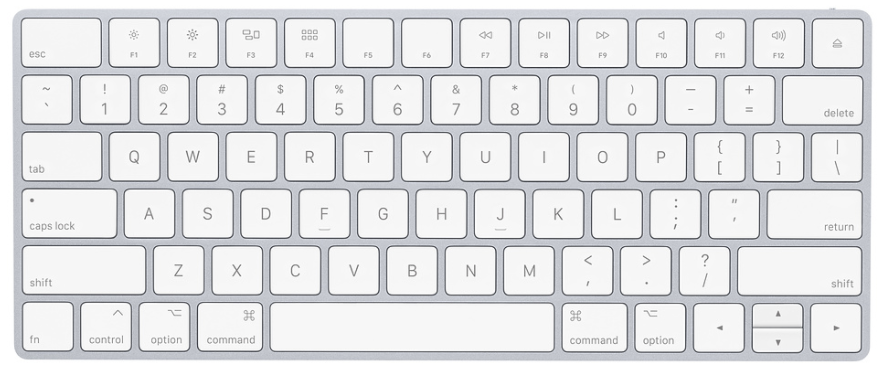 esc F1 F2 F3 F4 F5 F6 F7 F8 F9 F10 F11 F12
~ ! @ # $ % ^ & * ( ) — +
` 1 2 3 4 5 6 7 8 9 0 - = delete
tab Q W E R T Y U I O P { } |
[ ] \
caps lock A S D F G H J K L : " return
; '
shift Z X C V B N M < > ? shift
, . /
⌃ ⌥ ⌘ ⌘ ⌥
fn control option command command option